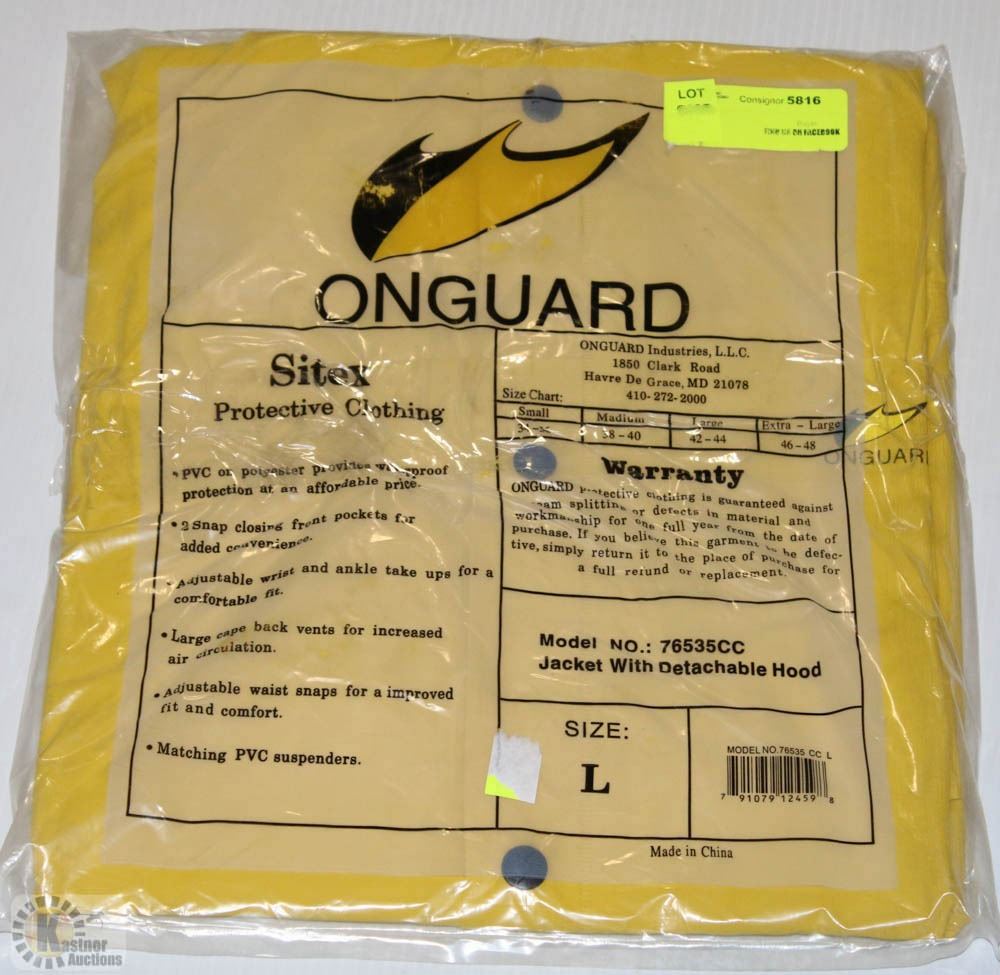 LOT
Consignor 5816
ON FACEBOOK
ONGUARD
Sitex
Protective Clothing
• PVC on polyester provides waterproof
protection at an affordable price.
• 2 snap closing front pockets for
added convenience.
• Adjustable wrist and ankle take ups for a
comfortable fit.
• Large cape back vents for increased
air circulation.
• Adjustable waist snaps for a improved
fit and comfort.
• Matching PVC suspenders.
ONGUARD Industries, L.L.C.
1850 Clark Road
Havre De Grace, MD 21078
410-272-2000
Size Chart:
Small Madium Large Extra - Large
38 - 40 42 - 44 46 - 48
ONGUARD
Warranty
ONGUARD protective clothing is guaranteed against
seam splitting or defects in material and
workmanship for one full year from the date of
purchase. If you believe this garment to be defec-
tive, simply return it to the place of purchase for
a full refund or replacement.
Model NO.: 76535CC
Jacket With Detachable Hood
SIZE:
L
MODEL NO.76535 CC L
7 91079 12459 8
Made in China
Kastner
Auctions